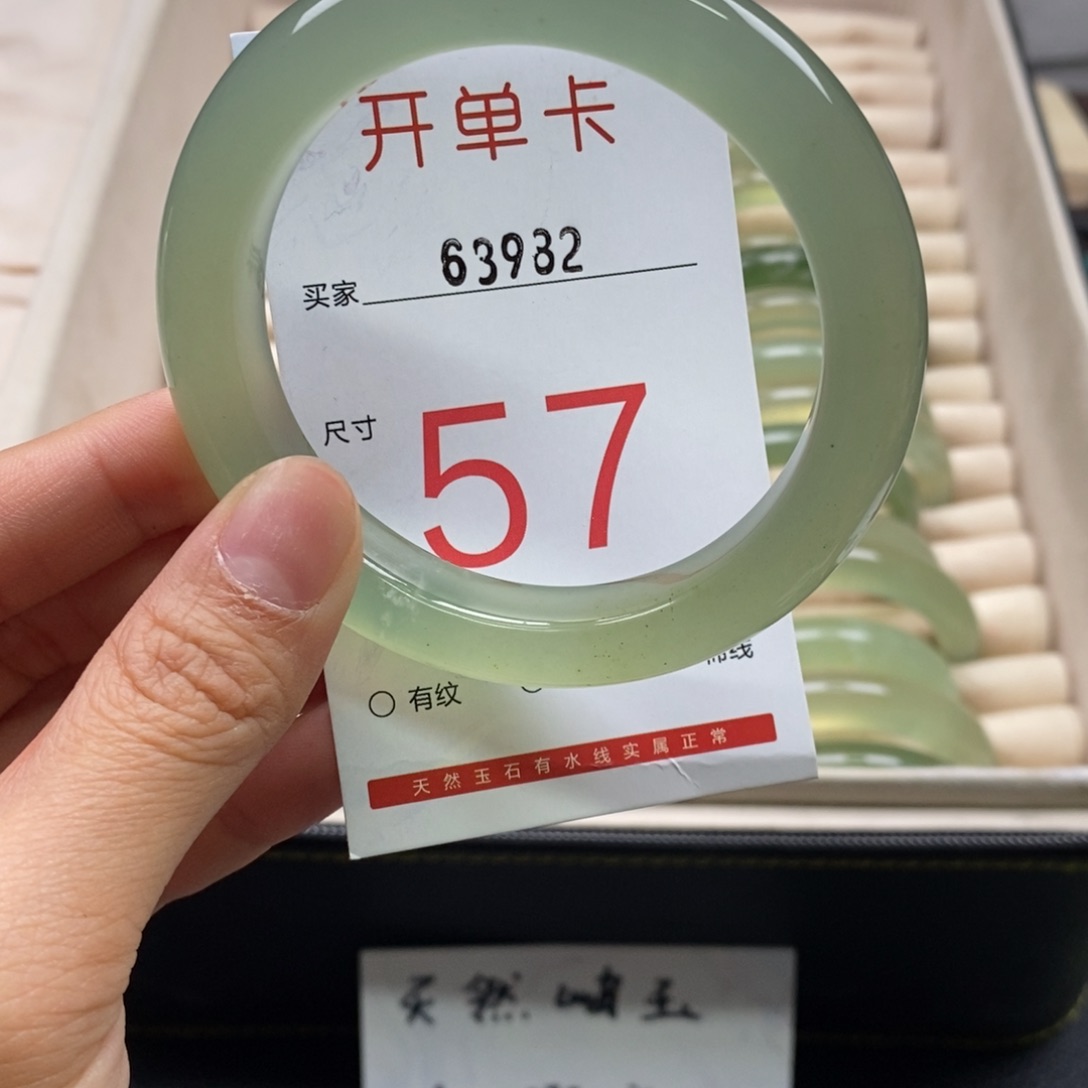 开单卡
买家 63982
尺寸 57
有纹
天然玉石有水线实属正常
天然岫玉